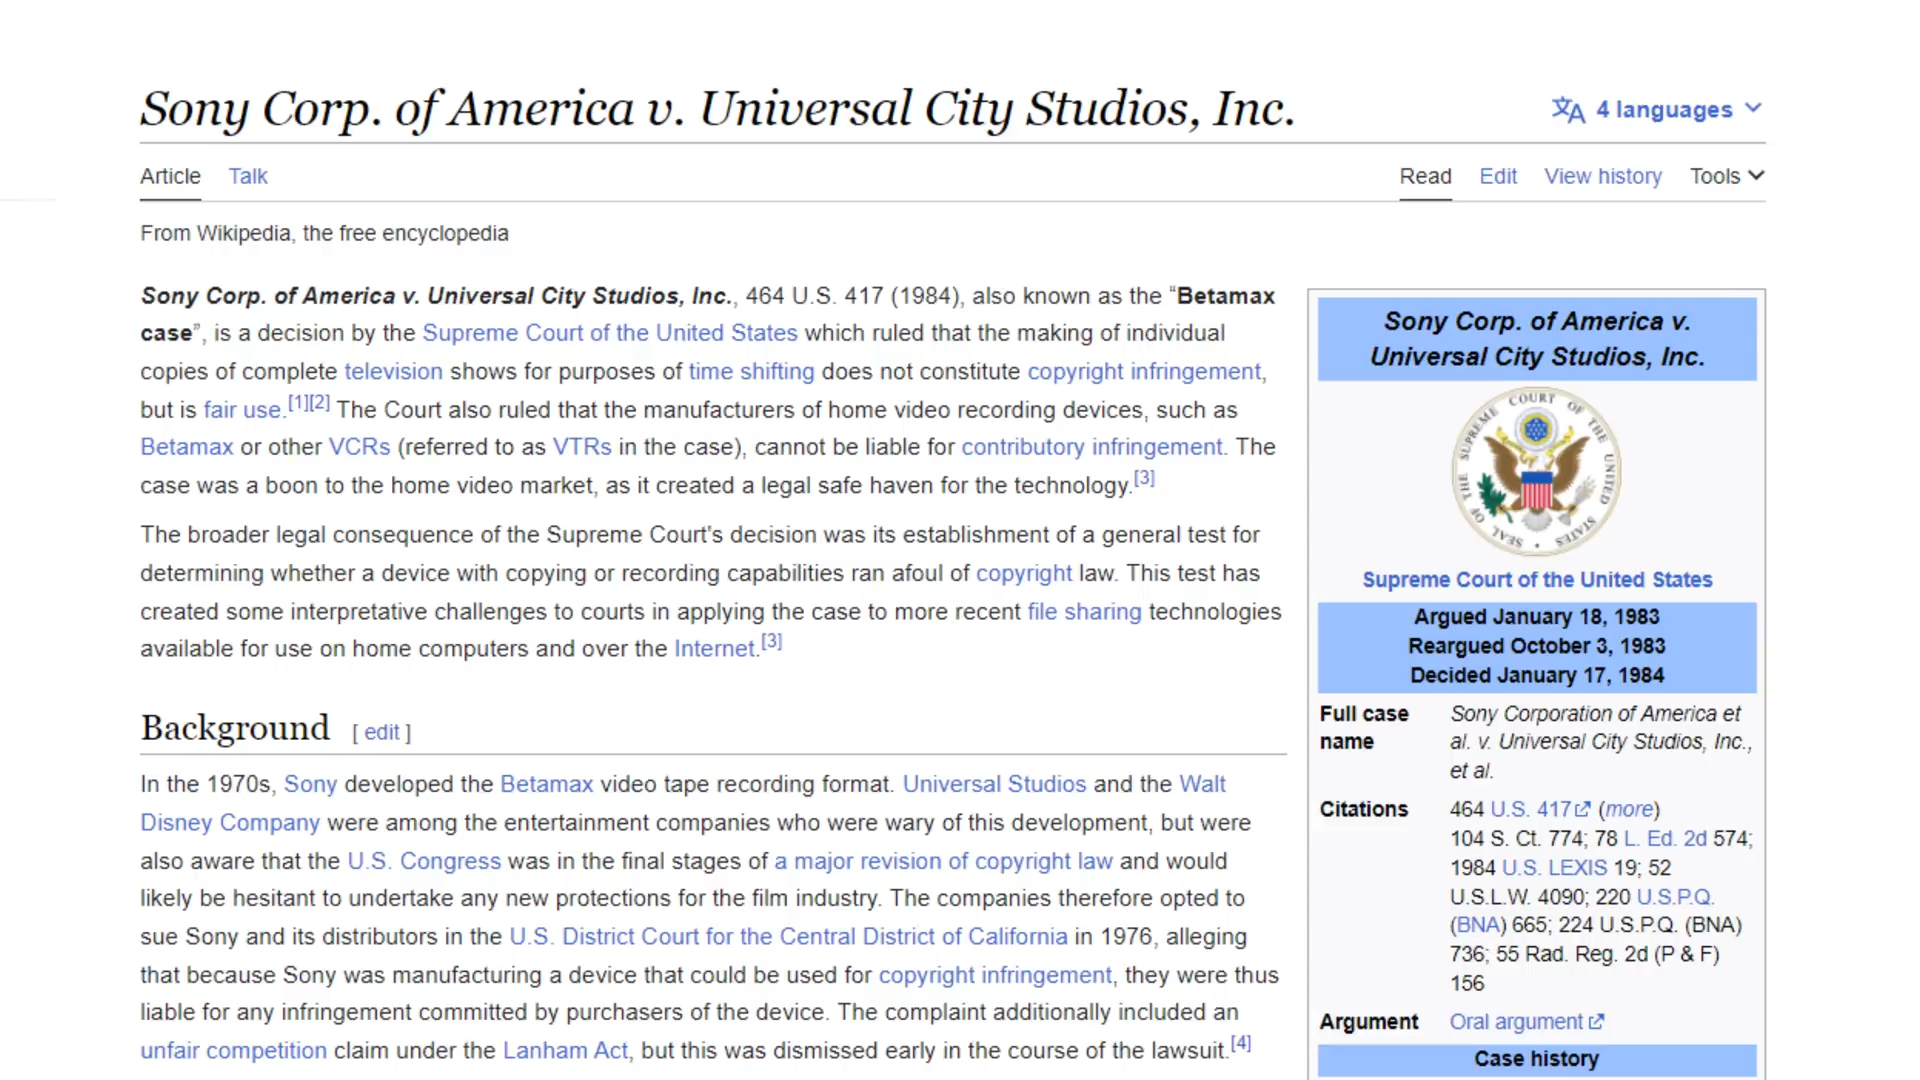 Sony Corp. of America v. Universal City Studios, Inc.
4 languages
Article Talk
Read Edit View history Tools
From Wikipedia, the free encyclopedia
Sony Corp. of America v. Universal City Studios, Inc., 464 U.S. 417 (1984), also known as the “Betamax
case”, is a decision by the Supreme Court of the United States which ruled that the making of individual
copies of complete television shows for purposes of time shifting does not constitute copyright infringement,
but is fair use.[1][2] The Court also ruled that the manufacturers of home video recording devices, such as
Betamax or other VCRs (referred to as VTRs in the case), cannot be liable for contributory infringement. The
case was a boon to the home video market, as it created a legal safe haven for the technology.[3]
The broader legal consequence of the Supreme Court's decision was its establishment of a general test for
determining whether a device with copying or recording capabilities ran afoul of copyright law. This test has
created some interpretative challenges to courts in applying the case to more recent file sharing technologies
available for use on home computers and over the Internet.[3]
Background [ edit ]
In the 1970s, Sony developed the Betamax video tape recording format. Universal Studios and the Walt
Disney Company were among the entertainment companies who were wary of this development, but were
also aware that the U.S. Congress was in the final stages of a major revision of copyright law and would
likely be hesitant to undertake any new protections for the film industry. The companies therefore opted to
sue Sony and its distributors in the U.S. District Court for the Central District of California in 1976, alleging
that because Sony was manufacturing a device that could be used for copyright infringement, they were thus
liable for any infringement committed by purchasers of the device. The complaint additionally included an
unfair competition claim under the Lanham Act, but this was dismissed early in the course of the lawsuit.[4]
Sony Corp. of America v.
Universal City Studios, Inc.
SEAL OF THE SUPREME COURT OF THE UNITED STATES
Supreme Court of the United States
Argued January 18, 1983
Reargued October 3, 1983
Decided January 17, 1984
Full case name
Sony Corporation of America et
al. v. Universal City Studios, Inc.,
et al.
Citations
464 U.S. 417 (more)
104 S. Ct. 774; 78 L. Ed. 2d 574;
1984 U.S. LEXIS 19; 52
U.S.L.W. 4090; 220 U.S.P.Q.
(BNA) 665; 224 U.S.P.Q. (BNA)
736; 55 Rad. Reg. 2d (P & F)
156
Argument Oral argument
Case history